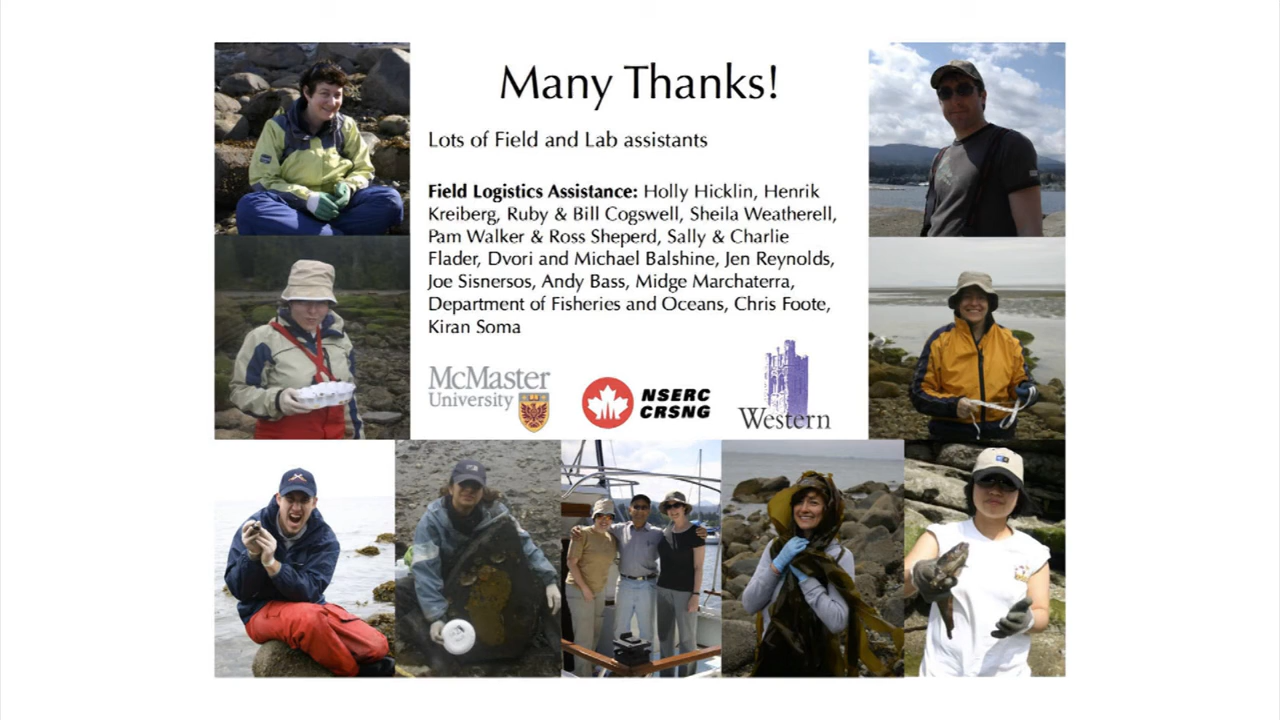 Many Thanks!
Lots of Field and Lab assistants
Field Logistics Assistance: Holly Hicklin, Henrik
Kreiberg, Ruby & Bill Cogswell, Sheila Weatherell,
Pam Walker & Ross Sheperd, Sally & Charlie
Flader, Dvori and Michael Balshine, Jen Reynolds,
Joe Sisnersos, Andy Bass, Midge Marchaterra,
Department of Fisheries and Oceans, Chris Foote,
Kiran Soma
McMaster
University
NSERC
CRSNG
Western